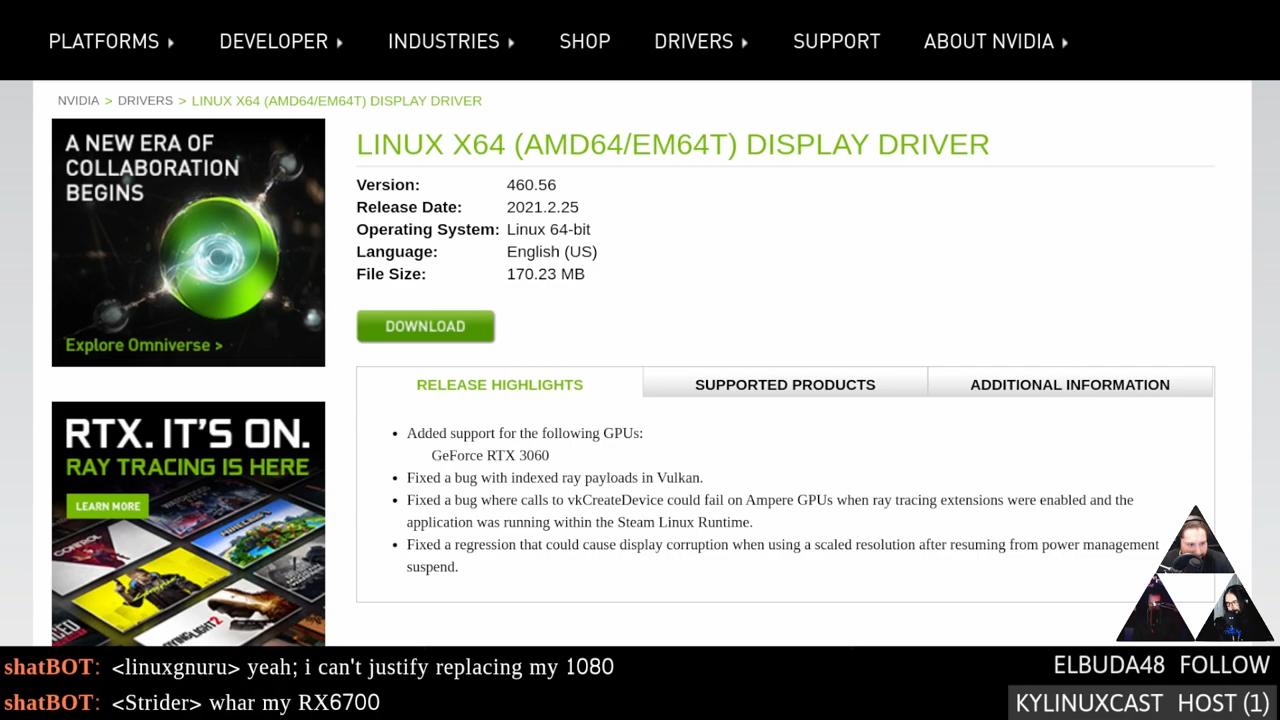 PLATFORMS DEVELOPER INDUSTRIES SHOP DRIVERS SUPPORT ABOUT NVIDIA
NVIDIA > DRIVERS > LINUX X64 (AMD64/EM64T) DISPLAY DRIVER
A NEW ERA OF
COLLABORATION
BEGINS
Explore Omniverse >
RTX. IT'S ON.
RAY TRACING IS HERE
LEARN MORE
CONTROL
MINECRAFT
DYING LIGHT 2
LINUX X64 (AMD64/EM64T) DISPLAY DRIVER
Version: 460.56
Release Date: 2021.2.25
Operating System: Linux 64-bit
Language: English (US)
File Size: 170.23 MB
DOWNLOAD
RELEASE HIGHLIGHTS SUPPORTED PRODUCTS ADDITIONAL INFORMATION
• Added support for the following GPUs:
GeForce RTX 3060
• Fixed a bug with indexed ray payloads in Vulkan.
• Fixed a bug where calls to vkCreateDevice could fail on Ampere GPUs when ray tracing extensions were enabled and the
application was running within the Steam Linux Runtime.
• Fixed a regression that could cause display corruption when using a scaled resolution after resuming from power management
suspend.
shatBOT: <linuxgnuru> yeah; i can't justify replacing my 1080
shatBOT: <Strider> whar my RX6700
ELBUDA48 FOLLOW
KYLINUXCAST HOST (1)